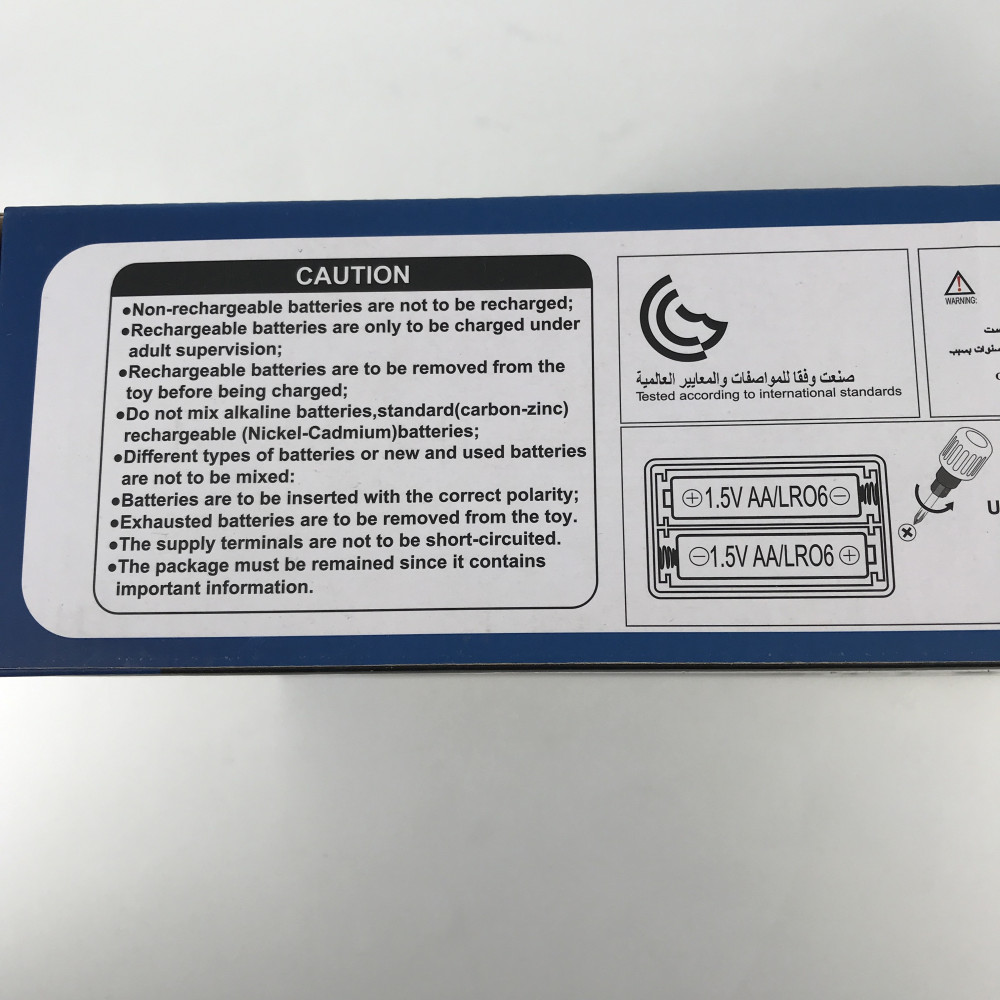 CAUTION
●Non-rechargeable batteries are not to be recharged;
●Rechargeable batteries are only to be charged under
adult supervision;
●Rechargeable batteries are to be removed from the
toy before being charged;
●Do not mix alkaline batteries,standard(carbon-zinc)
rechargeable (Nickel-Cadmium)batteries;
●Different types of batteries or new and used batteries
are not to be mixed:
●Batteries are to be inserted with the correct polarity;
●Exhausted batteries are to be removed from the toy.
●The supply terminals are not to be short-circuited.
●The package must be remained since it contains
important information.
صنعت وفقا للمواصفات والمعايير العالمية
Tested according to international standards
WARNING:
سنوات بسبب
⊕1.5V AA/LRO6⊖
⊖1.5V AA/LRO6⊕